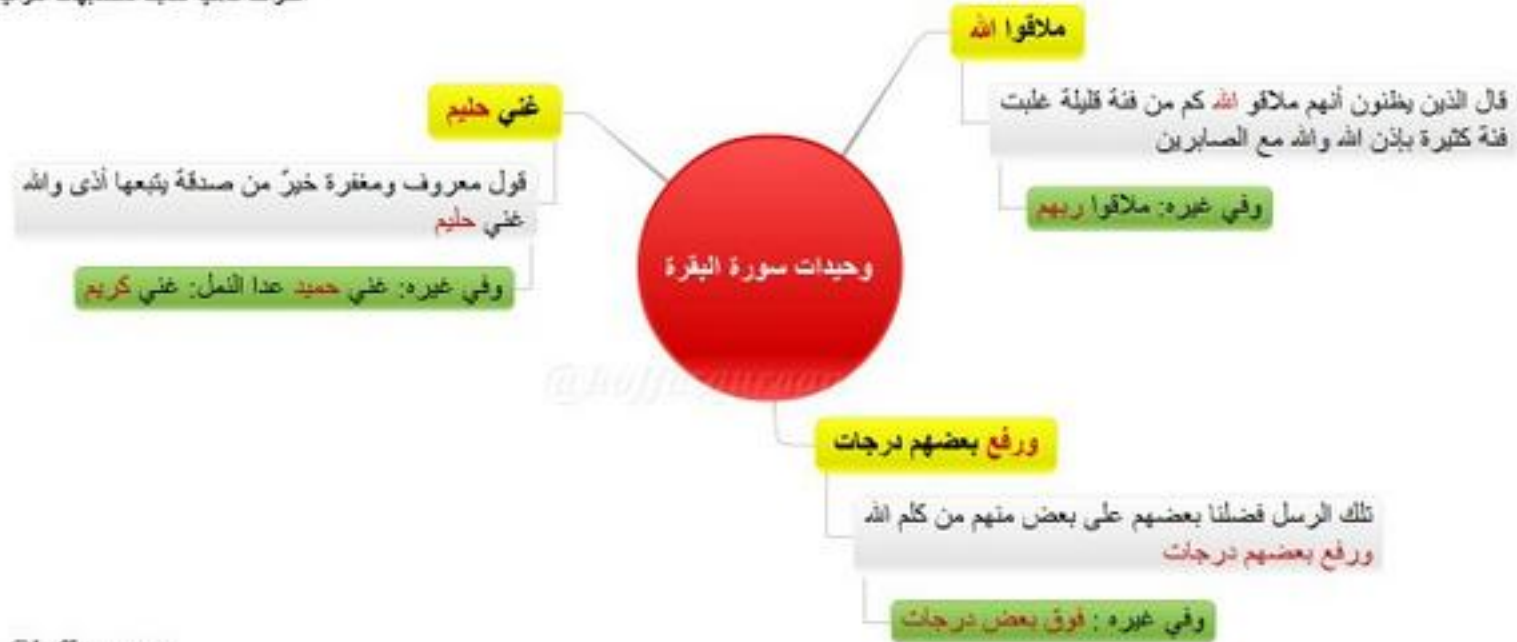 ملاقوا الله
قال الذين يظنون أنهم ملاقو الله كم من فئة قليلة غلبت
فئة كثيرة بإذن الله والله مع الصابرين
وفي غيره: ملاقوا ربهم
غني حليم
قول معروف ومغفرة خيرٌ من صدقة يتبعها أذى والله
غني حليم
وفي غيره: غني حميد عدا النمل: غني كريم
وحيدات سورة البقرة
ورفع بعضهم درجات
تلك الرسل فضلنا بعضهم على بعض منهم من كلم الله
ورفع بعضهم درجات
وفي غيره : فوق بعض درجات